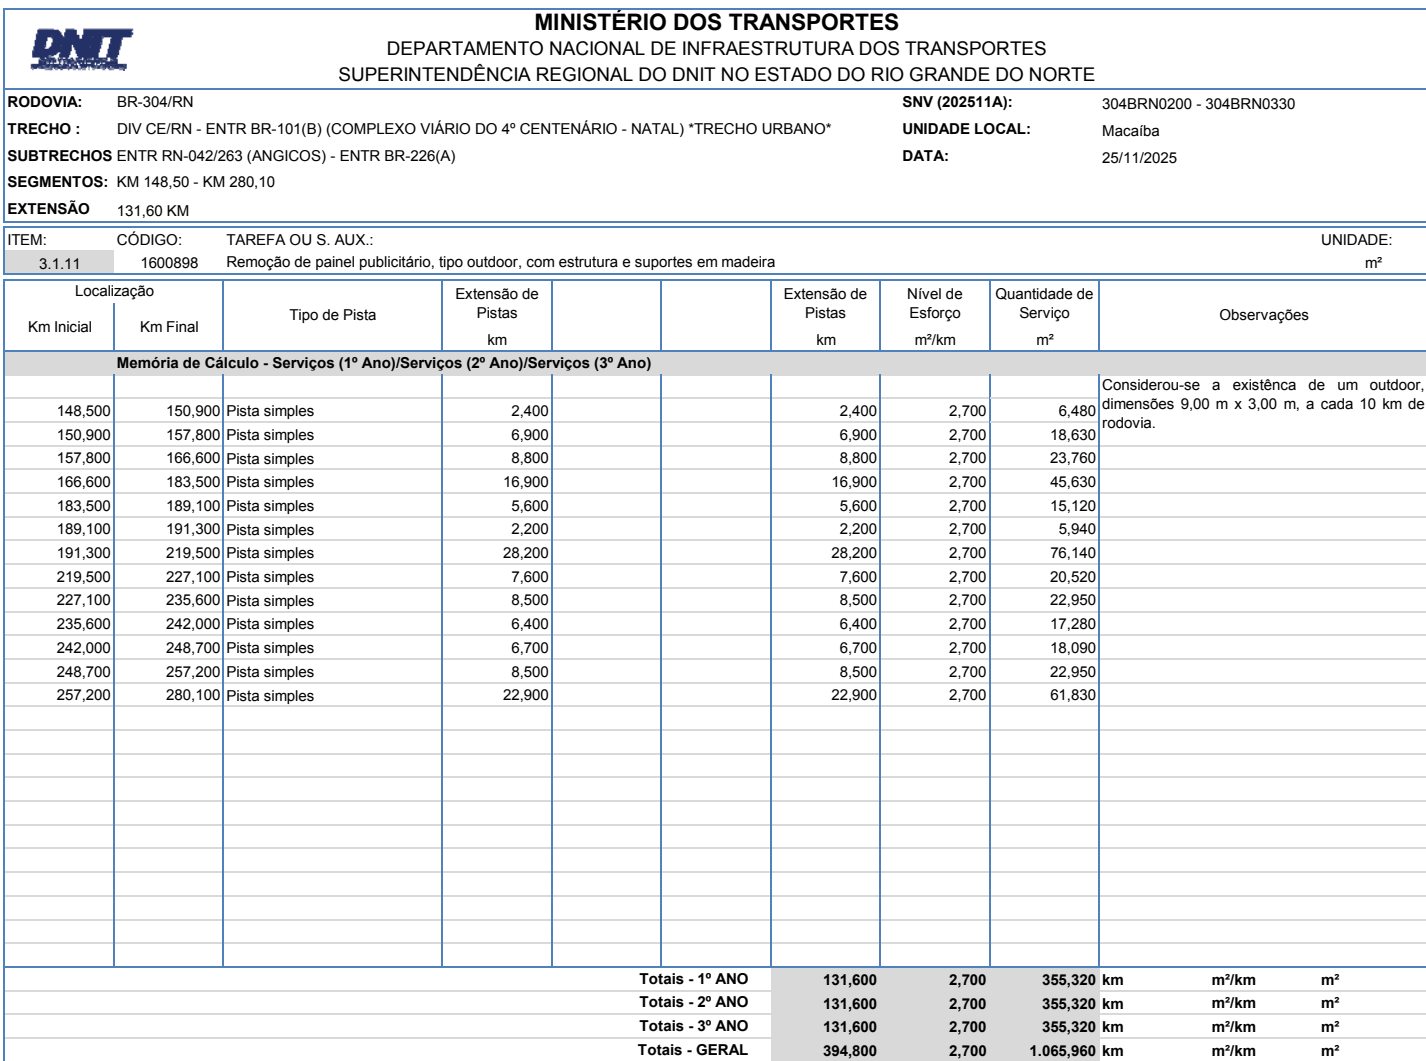 MINISTÉRIO DOS TRANSPORTES
DNIT
DEPARTAMENTO NACIONAL DE INFRAESTRUTURA DOS TRANSPORTES
SUPERINTENDÊNCIA REGIONAL DO DNIT NO ESTADO DO RIO GRANDE DO NORTE
RODOVIA: BR-304/RN SNV (202511A): 304BRN0200 - 304BRN0330
TRECHO : DIV CE/RN - ENTR BR-101(B) (COMPLEXO VIÁRIO DO 4º CENTENÁRIO - NATAL) *TRECHO URBANO* UNIDADE LOCAL: Macaíba
SUBTRECHOS ENTR RN-042/263 (ANGICOS) - ENTR BR-226(A) DATA: 25/11/2025
SEGMENTOS: KM 148,50 - KM 280,10
EXTENSÃO 131,60 KM
ITEM: CÓDIGO: TAREFA OU S. AUX.: UNIDADE:
3.1.11 1600898 Remoção de painel publicitário, tipo outdoor, com estrutura e suportes em madeira m²
Localização Extensão de Extensão de Nível de Quantidade de
Km Inicial Km Final Tipo de Pista Pistas Pistas Esforço Serviço Observações
km km m²/km m²
Memória de Cálculo - Serviços (1º Ano)/Serviços (2º Ano)/Serviços (3º Ano)
Considerou-se a existênca de um outdoor,
148,500 150,900 Pista simples 2,400 2,400 2,700 6,480 dimensões 9,00 m x 3,00 m, a cada 10 km de
rodovia.
150,900 157,800 Pista simples 6,900 6,900 2,700 18,630
157,800 166,600 Pista simples 8,800 8,800 2,700 23,760
166,600 183,500 Pista simples 16,900 16,900 2,700 45,630
183,500 189,100 Pista simples 5,600 5,600 2,700 15,120
189,100 191,300 Pista simples 2,200 2,200 2,700 5,940
191,300 219,500 Pista simples 28,200 28,200 2,700 76,140
219,500 227,100 Pista simples 7,600 7,600 2,700 20,520
227,100 235,600 Pista simples 8,500 8,500 2,700 22,950
235,600 242,000 Pista simples 6,400 6,400 2,700 17,280
242,000 248,700 Pista simples 6,700 6,700 2,700 18,090
248,700 257,200 Pista simples 8,500 8,500 2,700 22,950
257,200 280,100 Pista simples 22,900 22,900 2,700 61,830
Totais - 1º ANO 131,600 2,700 355,320 km m²/km m²
Totais - 2º ANO 131,600 2,700 355,320 km m²/km m²
Totais - 3º ANO 131,600 2,700 355,320 km m²/km m²
Totais - GERAL 394,800 2,700 1.065,960 km m²/km m²